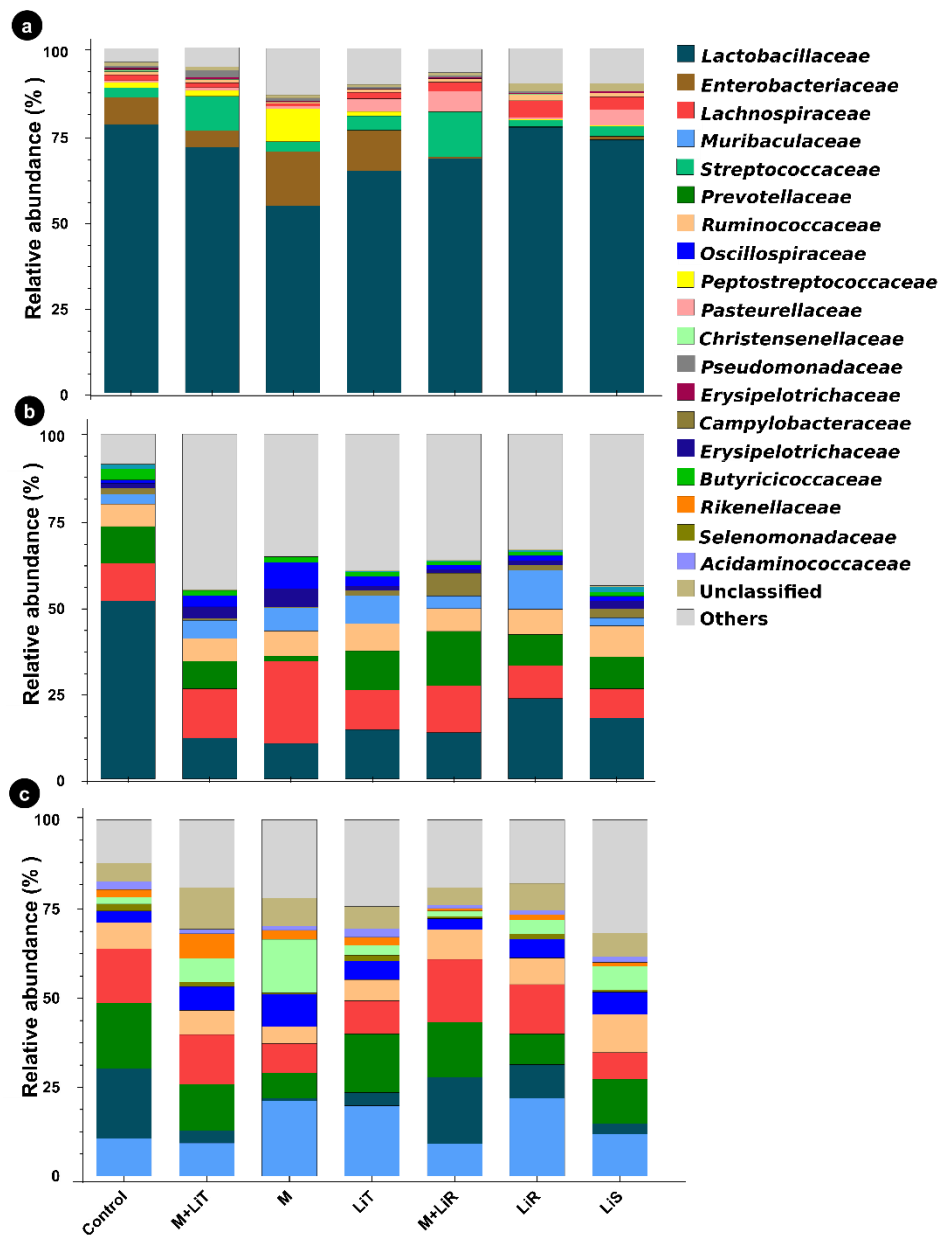 a
Relative abundance (% )
100
75
50
25
0
b
Relative abundance (% )
100
75
50
25
0
c
Relative abundance (% )
100
75
50
25
0
Control
M+LiT
M
LiT
M+LiR
LiR
LiS
Lactobacillaceae
Enterobacteriaceae
Lachnospiraceae
Muribaculaceae
Streptococcaceae
Prevotellaceae
Ruminococcaceae
Oscillospiraceae
Peptostreptococcaceae
Pasteurellaceae
Christensenellaceae
Pseudomonadaceae
Erysipelotrichaceae
Campylobacteraceae
Erysipelotrichaceae
Butyricicoccaceae
Rikenellaceae
Selenomonadaceae
Acidaminococcaceae
Unclassified
Others